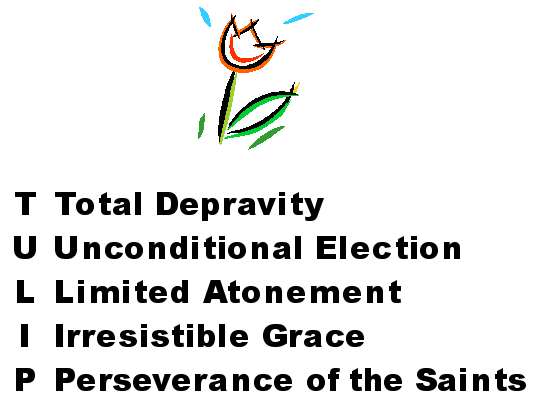 T Total Depravity
U Unconditional Election
L Limited Atonement
I Irresistible Grace
P Perseverance of the Saints